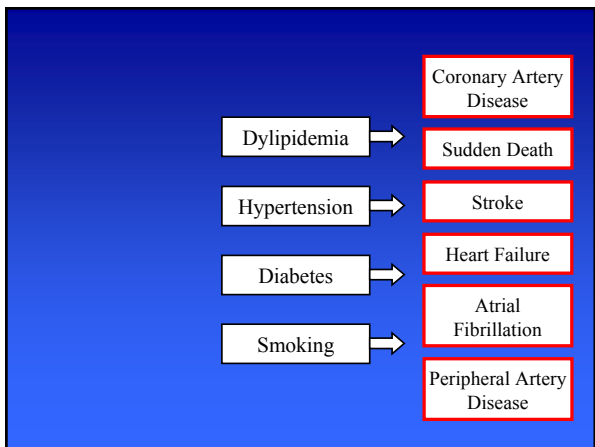 Dylipidemia
Hypertension
Diabetes
Smoking
Coronary Artery
Disease
Sudden Death
Stroke
Heart Failure
Atrial
Fibrillation
Peripheral Artery
Disease